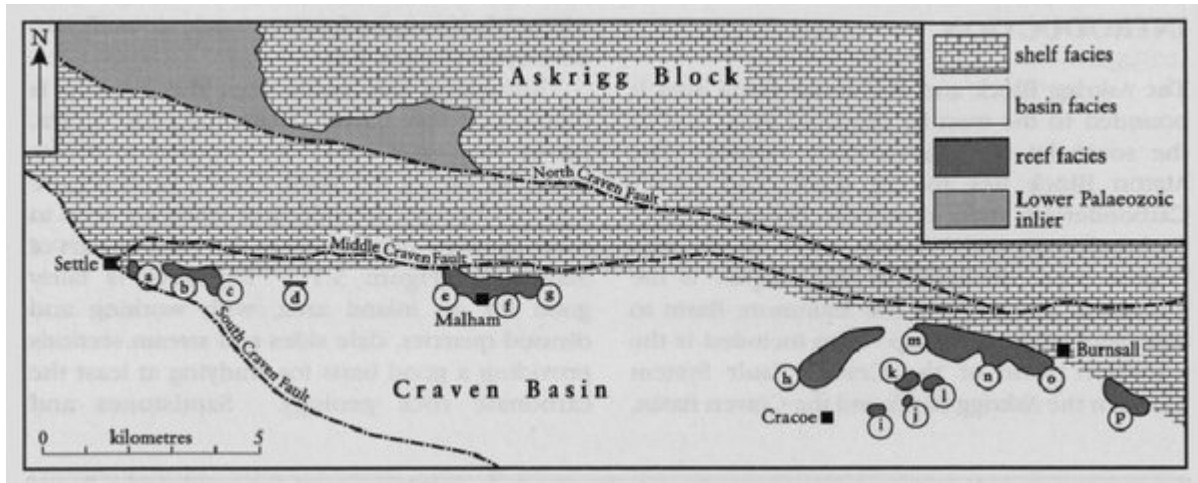 N
Askrigg Block
shelf facies
basin facies
reef facies
Lower Palaeozoic
inlier
North Craven Fault
Middle Craven Fault
Settle
a
b
c
d
e
f
g
Malham
South Craven Fault
Craven Basin
h
m
n
o
Burnsall
k
l
j
i
Cracoe
p
0
kilometres
5